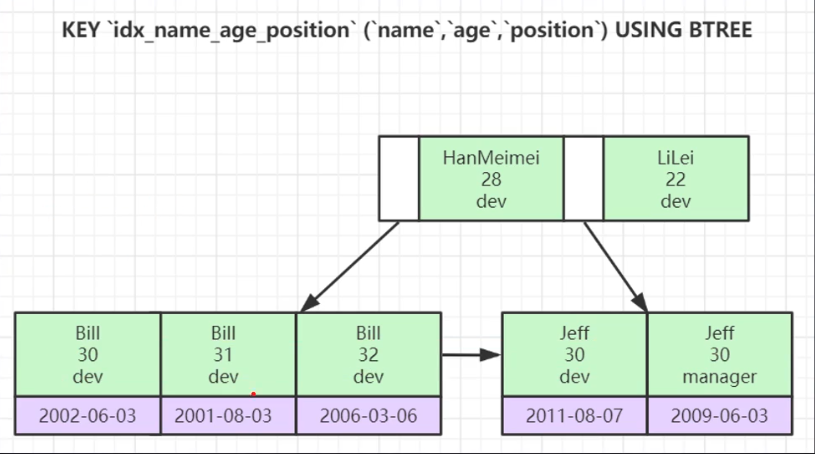 KEY `idx_name_age_position` (`name`,`age`,`position`) USING BTREE
HanMeimei
28
dev
LiLei
22
dev
Bill
30
dev
2002-06-03
Bill
31
dev
2001-08-03
Bill
32
dev
2006-03-06
Jeff
30
dev
2011-08-07
Jeff
30
manager
2009-06-03